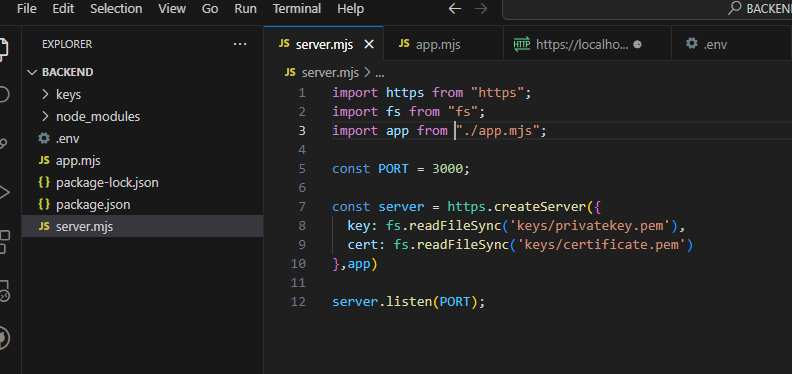 File Edit Selection View Go Run Terminal Help ← → BACKEN
EXPLORER ...
BACKEND
keys
node_modules
.env
JS app.mjs
{} package-lock.json
{} package.json
JS server.mjs
JS server.mjs × JS app.mjs HTTP https://localho... ● .env
JS server.mjs > ...
1 import https from "https";
2 import fs from "fs";
3 import app from "./app.mjs";
4
5 const PORT = 3000;
6
7 const server = https.createServer({
8 key: fs.readFileSync('keys/privatekey.pem'),
9 cert: fs.readFileSync('keys/certificate.pem')
10 },app)
11
12 server.listen(PORT);